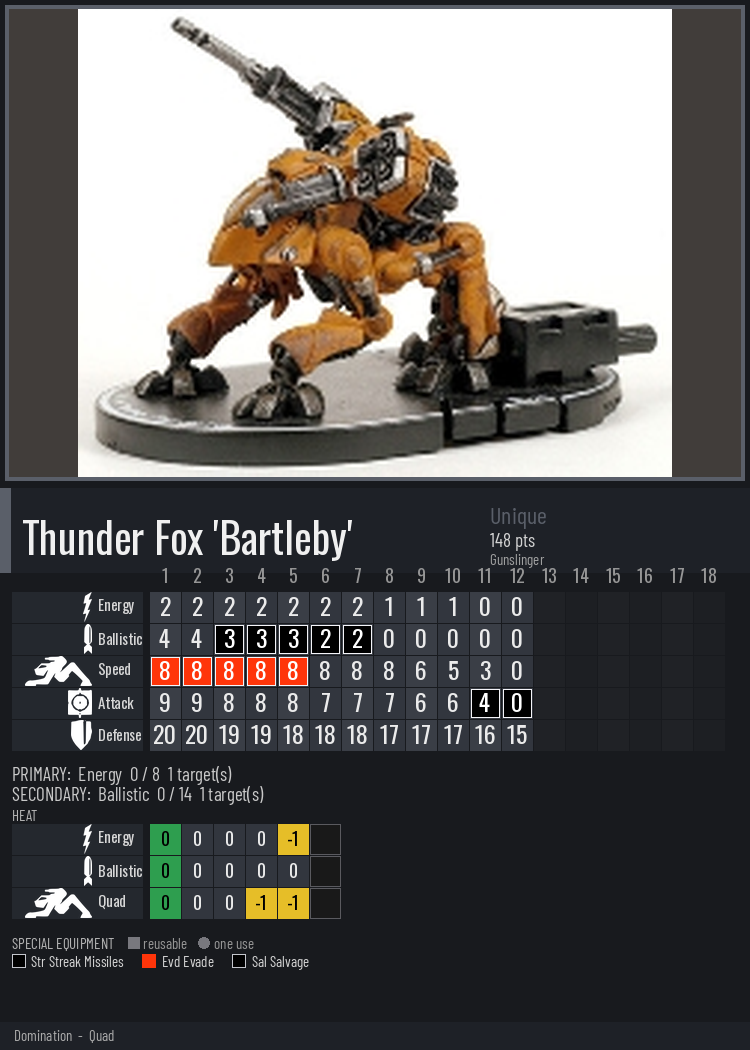 Thunder Fox 'Bartleby'
Unique
148 pts
Gunslinger
1 2 3 4 5 6 7 8 9 10 11 12 13 14 15 16 17 18
Energy 2 2 2 2 2 2 2 1 1 1 0 0
Ballistic 4 4 3 3 3 2 2 0 0 0 0 0
Speed 8 8 8 8 8 8 8 8 6 5 3 0
Attack 9 9 8 8 8 7 7 7 6 6 4 0
Defense 20 20 19 19 18 18 18 17 17 17 16 15
PRIMARY: Energy 0 / 8 1 target(s)
SECONDARY: Ballistic 0 / 14 1 target(s)
HEAT
Energy 0 0 0 0 -1
Ballistic 0 0 0 0 0
Quad 0 0 0 -1 -1
SPECIAL EQUIPMENT reusable one use
Str Streak Missiles Evd Evade Sal Salvage
Domination - Quad